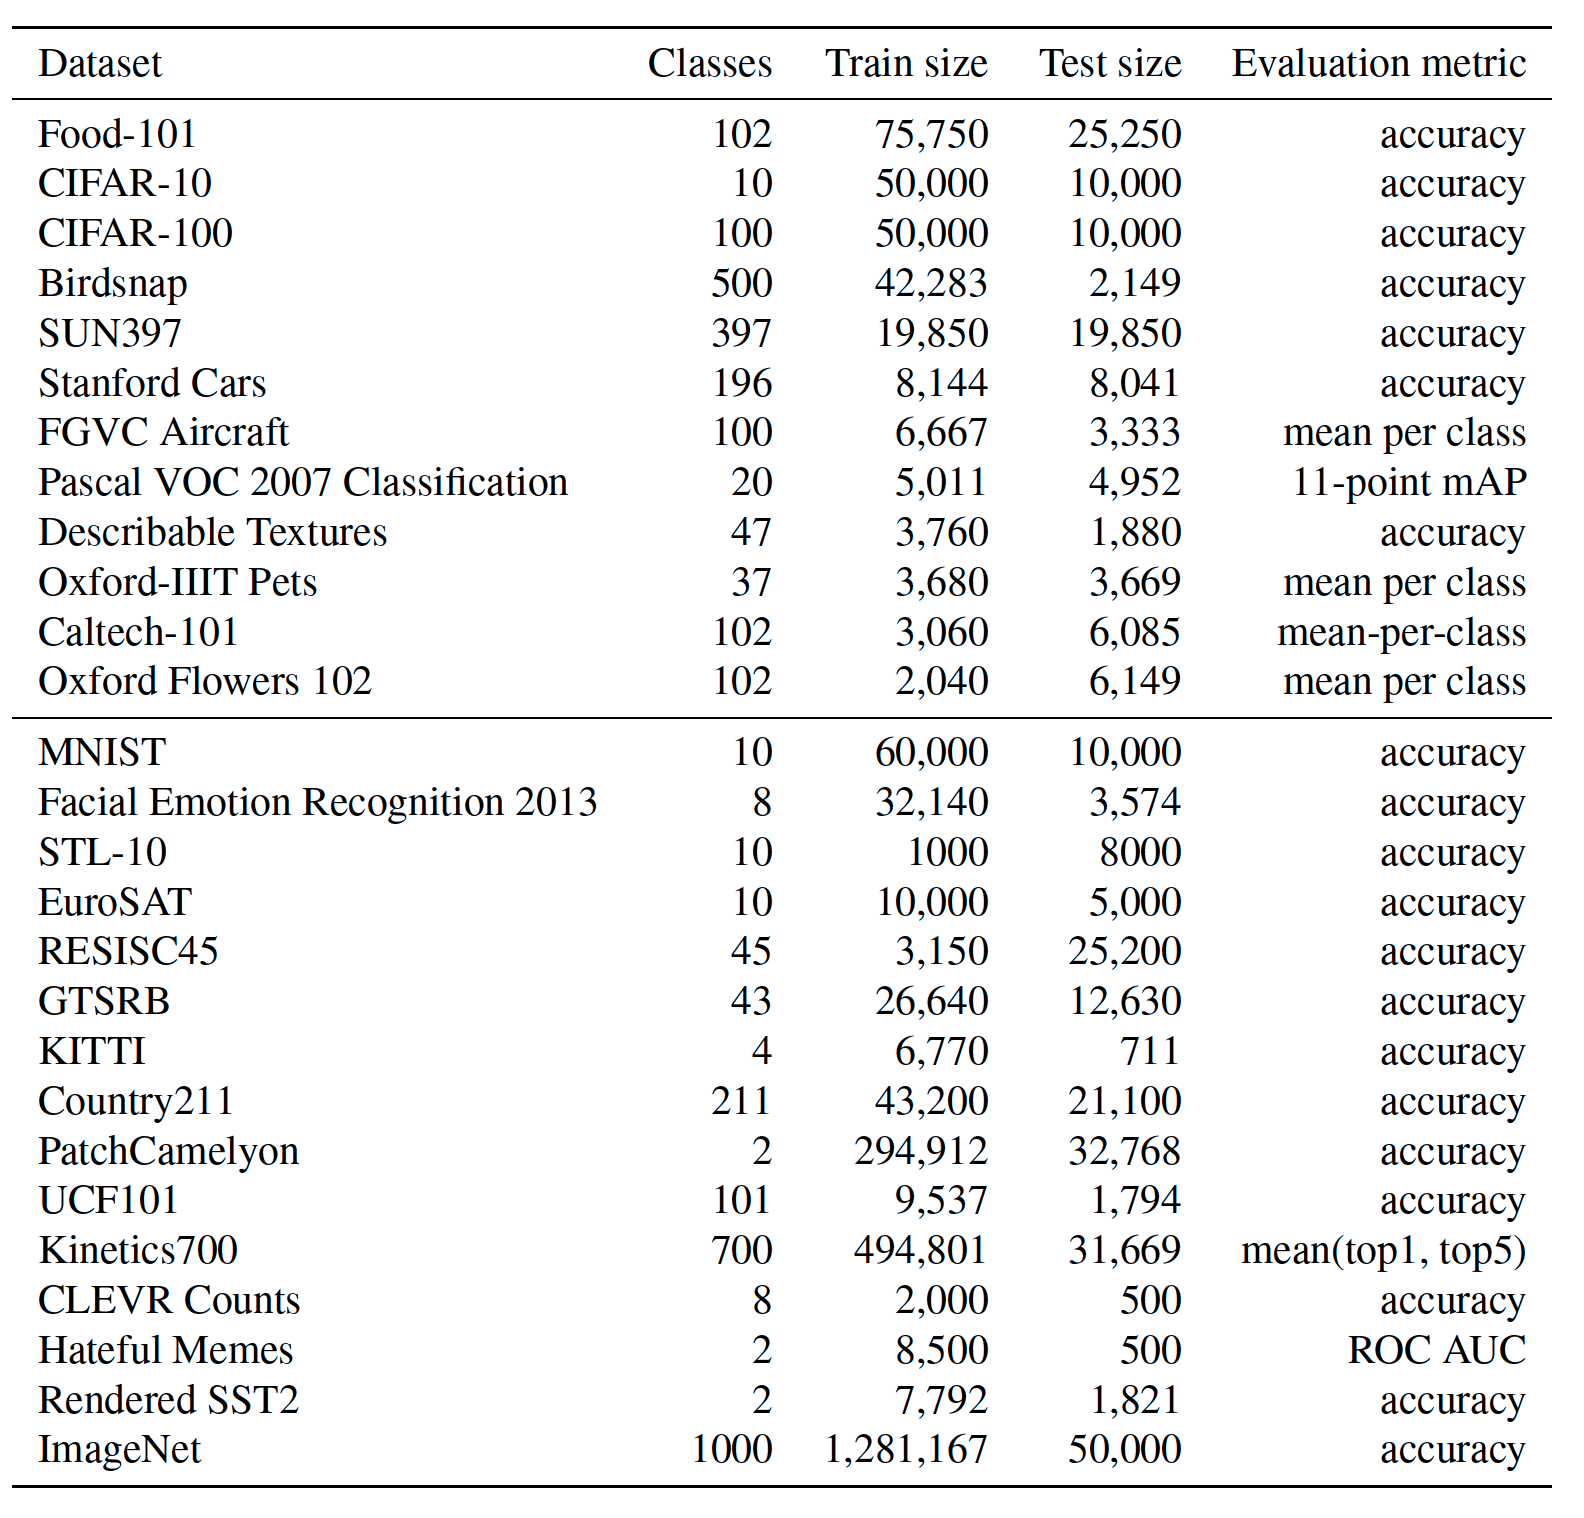 Dataset Classes Train size Test size Evaluation metric
Food-101 102 75,750 25,250 accuracy
CIFAR-10 10 50,000 10,000 accuracy
CIFAR-100 100 50,000 10,000 accuracy
Birdsnap 500 42,283 2,149 accuracy
SUN397 397 19,850 19,850 accuracy
Stanford Cars 196 8,144 8,041 accuracy
FGVC Aircraft 100 6,667 3,333 mean per class
Pascal VOC 2007 Classification 20 5,011 4,952 11-point mAP
Describable Textures 47 3,760 1,880 accuracy
Oxford-IIIT Pets 37 3,680 3,669 mean per class
Caltech-101 102 3,060 6,085 mean-per-class
Oxford Flowers 102 102 2,040 6,149 mean per class
MNIST 10 60,000 10,000 accuracy
Facial Emotion Recognition 2013 8 32,140 3,574 accuracy
STL-10 10 1000 8000 accuracy
EuroSAT 10 10,000 5,000 accuracy
RESISC45 45 3,150 25,200 accuracy
GTSRB 43 26,640 12,630 accuracy
KITTI 4 6,770 711 accuracy
Country211 211 43,200 21,100 accuracy
PatchCamelyon 2 294,912 32,768 accuracy
UCF101 101 9,537 1,794 accuracy
Kinetics700 700 494,801 31,669 mean(top1, top5)
CLEVR Counts 8 2,000 500 accuracy
Hateful Memes 2 8,500 500 ROC AUC
Rendered SST2 2 7,792 1,821 accuracy
ImageNet 1000 1,281,167 50,000 accuracy